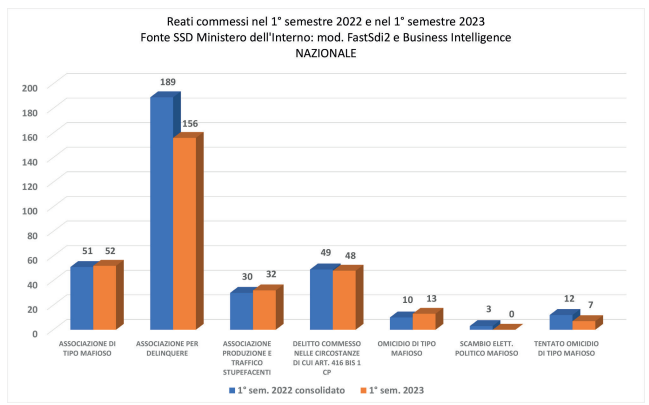 Reati commessi nel 1° semestre 2022 e nel 1° semestre 2023
Fonte SSD Ministero dell'Interno: mod. FastSdi2 e Business Intelligence
NAZIONALE
200
180
160
140
120
100
80
60
40
20
0
51
52
189
156
30
32
49
48
10
13
3
0
12
7
ASSOCIAZIONE DI
TIPO MAFIOSO
ASSOCIAZIONE PER
DELINQUERE
ASSOCIAZIONE
PRODUZIONE E
TRAFFICO
STUPEFACENTI
DELITTO COMMESSO
NELLE CIRCOSTANZE
DI CUI ART. 416 BIS 1
CP
OMICIDIO DI TIPO
MAFIOSO
SCAMBIO ELETT.
POLITICO MAFIOSO
TENTATO OMICIDIO
DI TIPO MAFIOSO
1° sem. 2022 consolidato
1° sem. 2023